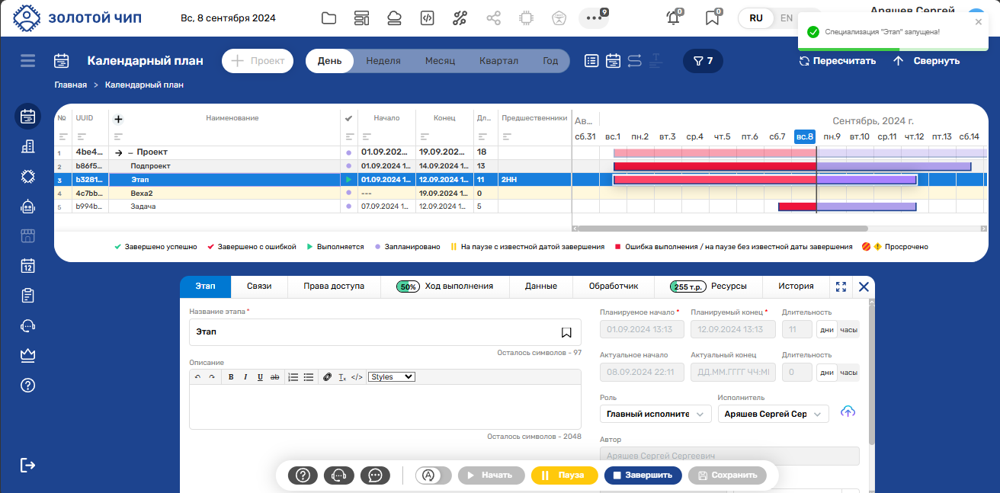 ЗОЛОТОЙ ЧИП
Вс, 8 сентября 2024
9
0
0
RU EN
Специализация "Этап" запущена!
Календарный план
Проект
День Неделя Месяц Квартал Год
7
Пересчитать
Свернуть
Главная > Календарный план
№ UUID Наименование Начало Конец Дл... Предшественники
Ав... Сентябрь, 2024 г.
сб.31 вс.1 пн.2 вт.3 ср.4 чт.5 пт.6 сб.7 вс.8 пн.9 вт.10 ср.11 чт.12 пт.13 сб.14
1 4be4... – Проект 01.09.202... 19.09.202... 18
2 b86f5... Подпроект 01.09.2024 1... 14.09.2024 1... 13
3 b3281... Этап 01.09.2024 1... 12.09.2024 1... 11 2НН
4 4c7bb... Веха2 --- 19.09.2024 1... 0
5 b994b... Задача 07.09.2024 1... 12.09.2024 1... 5
Завершено успешно Завершено с ошибкой Выполняется Запланировано На паузе с известной датой завершения Ошибка выполнения / на паузе без известной даты завершения Просрочено
12
Этап Связи Права доступа 50% Ход выполнения Данные Обработчик 255 т.р. Ресурсы История
Название этапа *
Этап
Осталось символов - 97
Описание
B I U ab Tx </> Styles
Осталось символов - 2048
Планируемое начало * Планируемый конец * Длительность
01.09.2024 13:13 12.09.2024 13:13 11 дни часы
Актуальное начало Актуальный конец Длительность
08.09.2024 22:11 ДД.ММ.ГГГГ ЧЧ:МI 0 дни часы
Роль Исполнитель
Главный исполните Аряшев Сергей Сер
Автор
Аряшев Сергей Сергеевич
Начать Пауза Завершить Сохранить